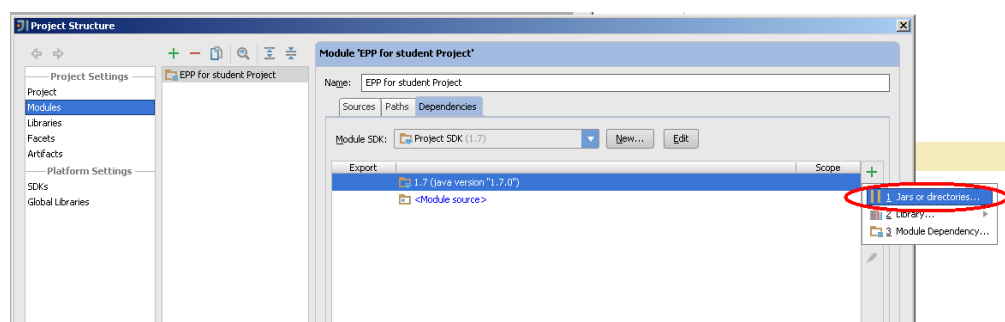 Project Structure
Project Settings
Project
Modules
Libraries
Facets
Artifacts
Platform Settings
SDKs
Global Libraries
EPP for student Project
Module 'EPP for student Project'
Name: EPP for student Project
Sources Paths Dependencies
Module SDK: Project SDK (1.7) New... Edit
Export Scope
1.7 (java version "1.7.0")
<Module source>
1 Jars or directories...
2 Library...
3 Module Dependency...